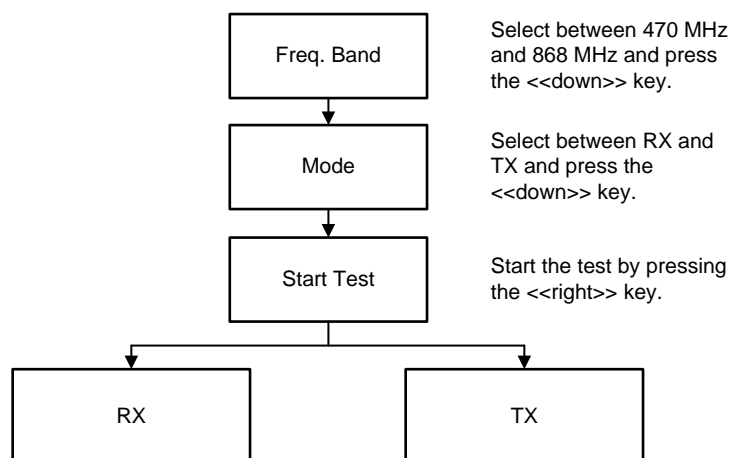 Freq. Band
Select between 470 MHz
and 868 MHz and press
the <<down>> key.
Mode
Select between RX and
TX and press the
<<down>> key.
Start Test
Start the test by pressing
the <<right>> key.
RX
TX